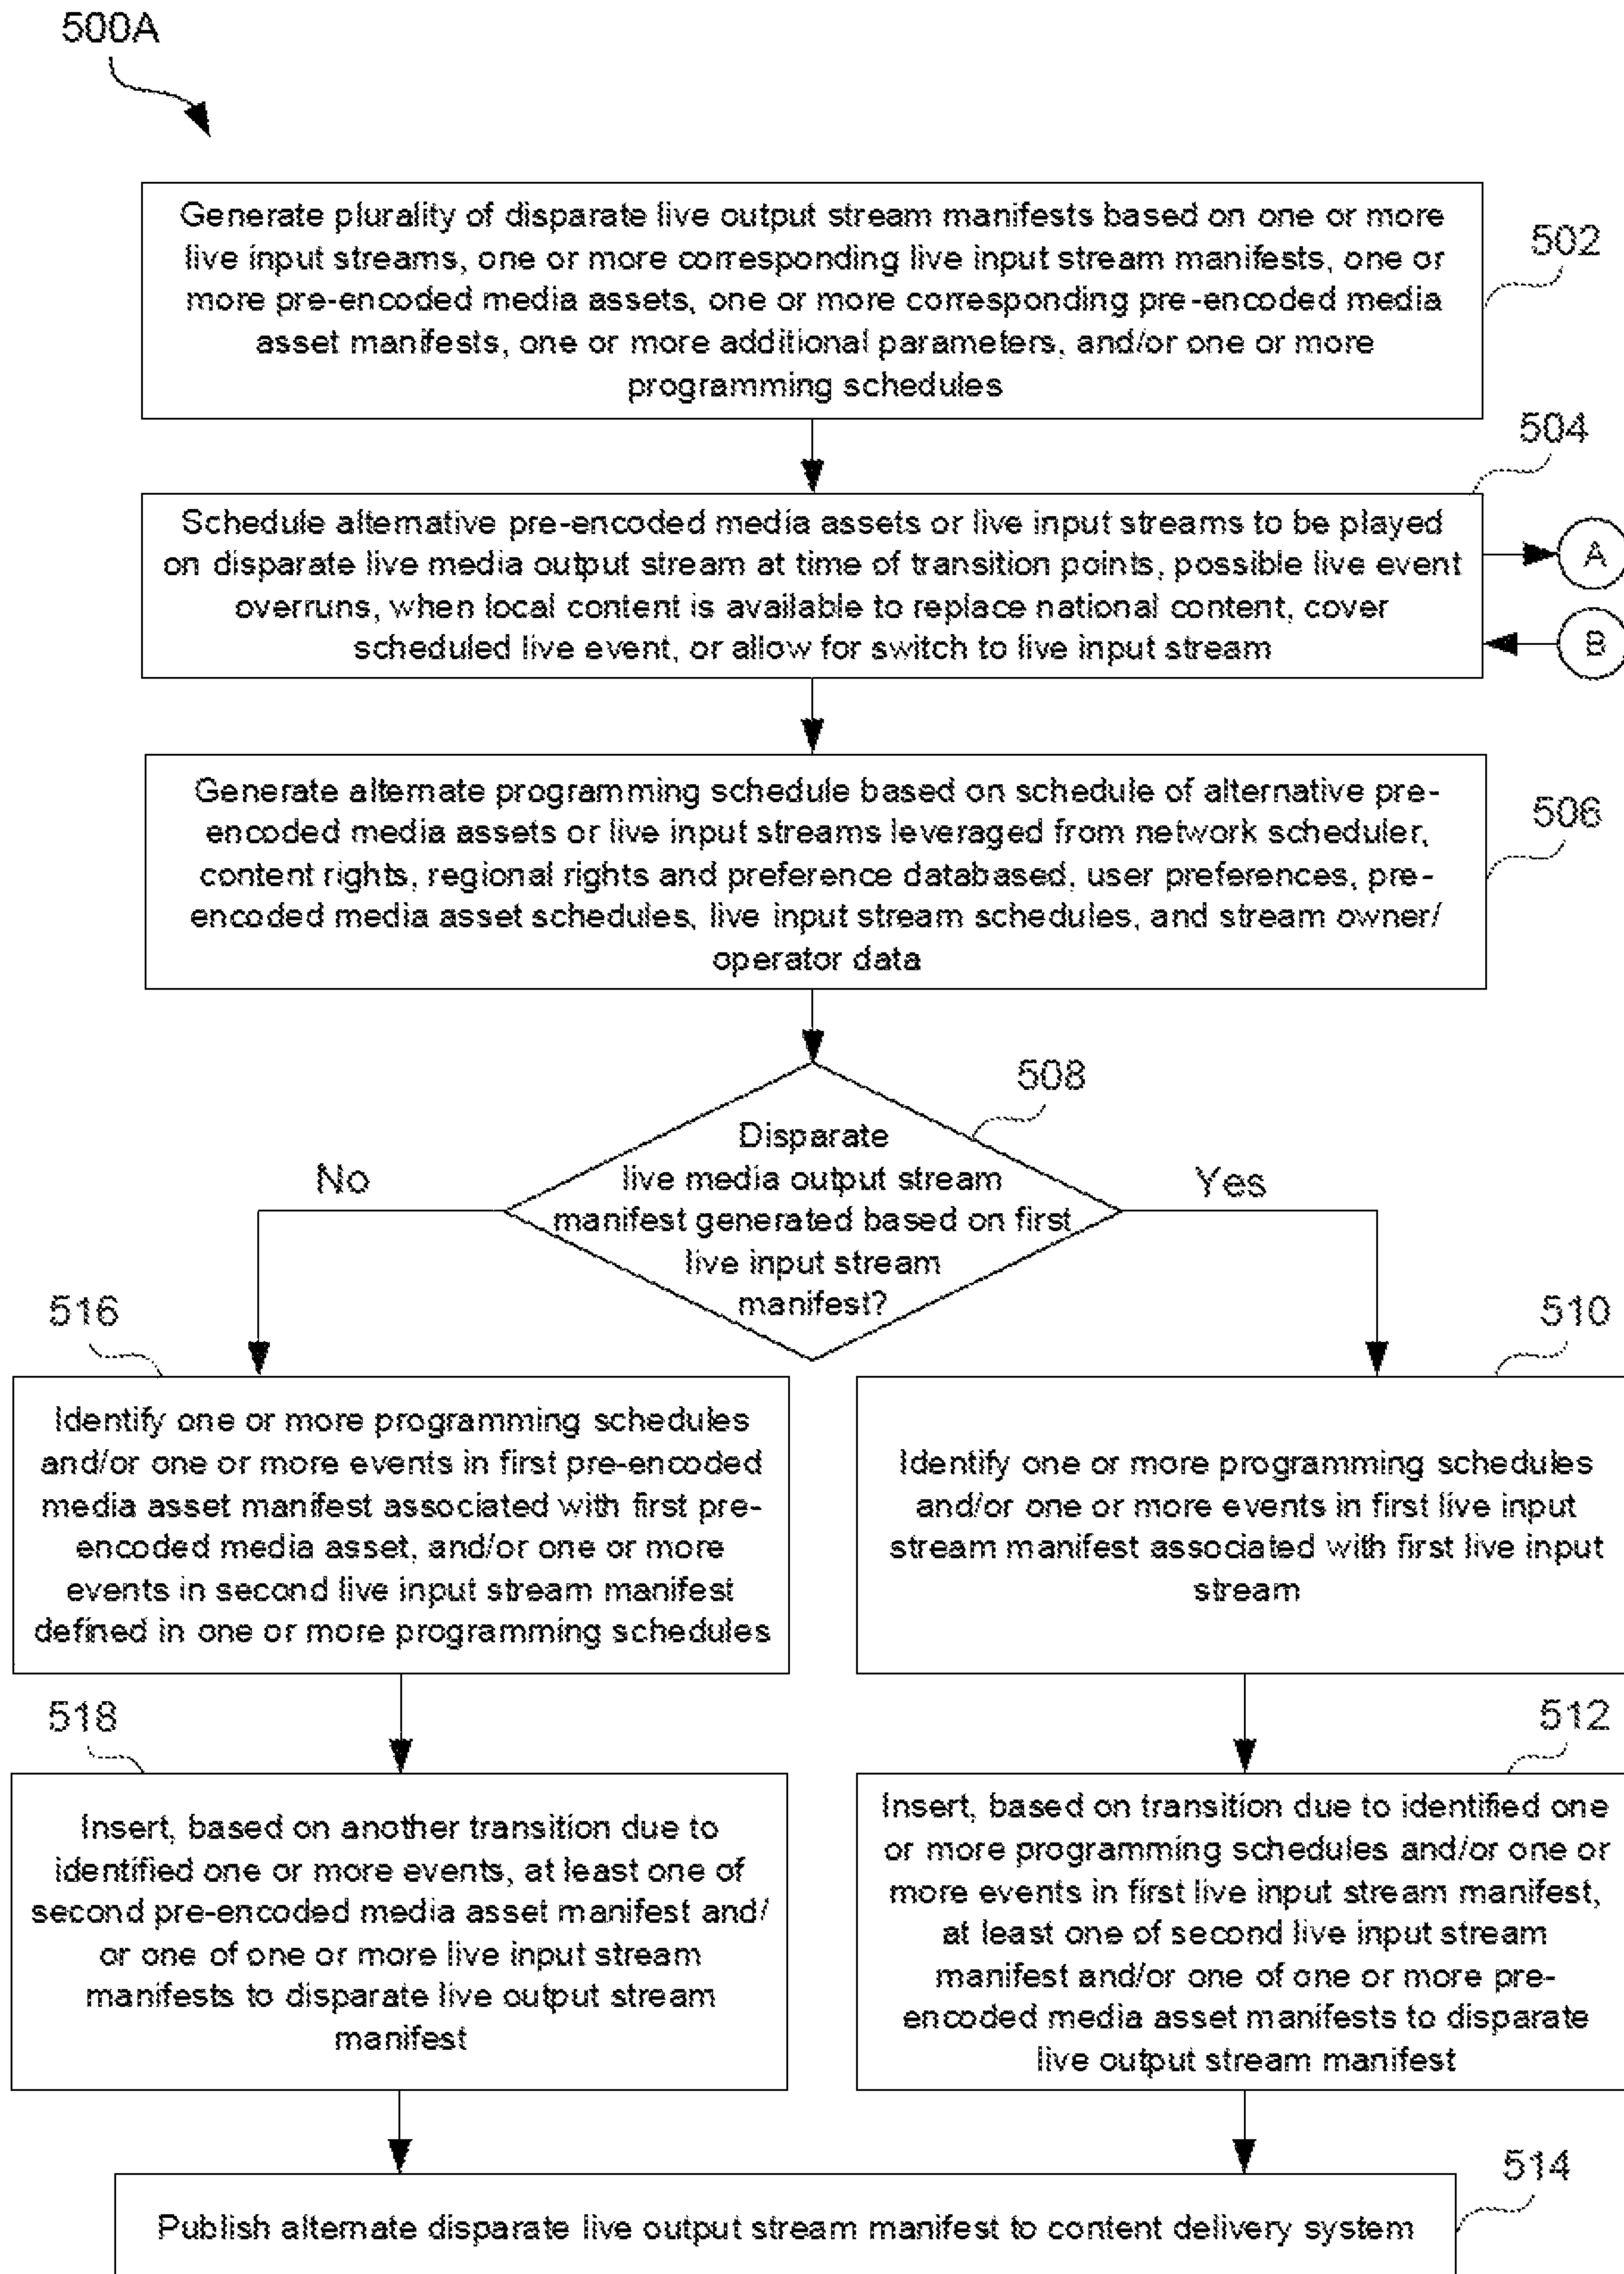 500A
Generate plurality of disparate live output stream manifests based on one or more
live input streams, one or more corresponding live input stream manifests, one or
more pre-encoded media assets, one or more corresponding pre-encoded media
asset manifests, one or more additional parameters, and/or one or more
programming schedules
502
504
Schedule alternative pre-encoded media assets or live input streams to be played
on disparate live media output stream at time of transition points, possible live event
overruns, when local content is available to replace national content, cover
scheduled live event, or allow for switch to live input stream
A
B
Generate alternate programming schedule based on schedule of alternative pre-
encoded media assets or live input streams leveraged from network scheduler,
content rights, regional rights and preference databased, user preferences, pre-
encoded media asset schedules, live input stream schedules, and stream owner/
operator data
506
508
Disparate
live media output stream
manifest generated based on first
live input stream
manifest?
No
Yes
516
Identify one or more programming schedules
and/or one or more events in first pre-encoded
media asset manifest associated with first pre-
encoded media asset, and/or one or more
events in second live input stream manifest
defined in one or more programming schedules
510
Identify one or more programming schedules
and/or one or more events in first live input
stream manifest associated with first live input
stream
518
Insert, based on another transition due to
identified one or more events, at least one of
second pre-encoded media asset manifest and/
or one of one or more live input stream
manifests to disparate live output stream
manifest
512
Insert, based on transition due to identified one
or more programming schedules and/or one or
more events in first live input stream manifest,
at least one of second live input stream
manifest and/or one of one or more pre-
encoded media asset manifests to disparate
live output stream manifest
514
Publish alternate disparate live output stream manifest to content delivery system